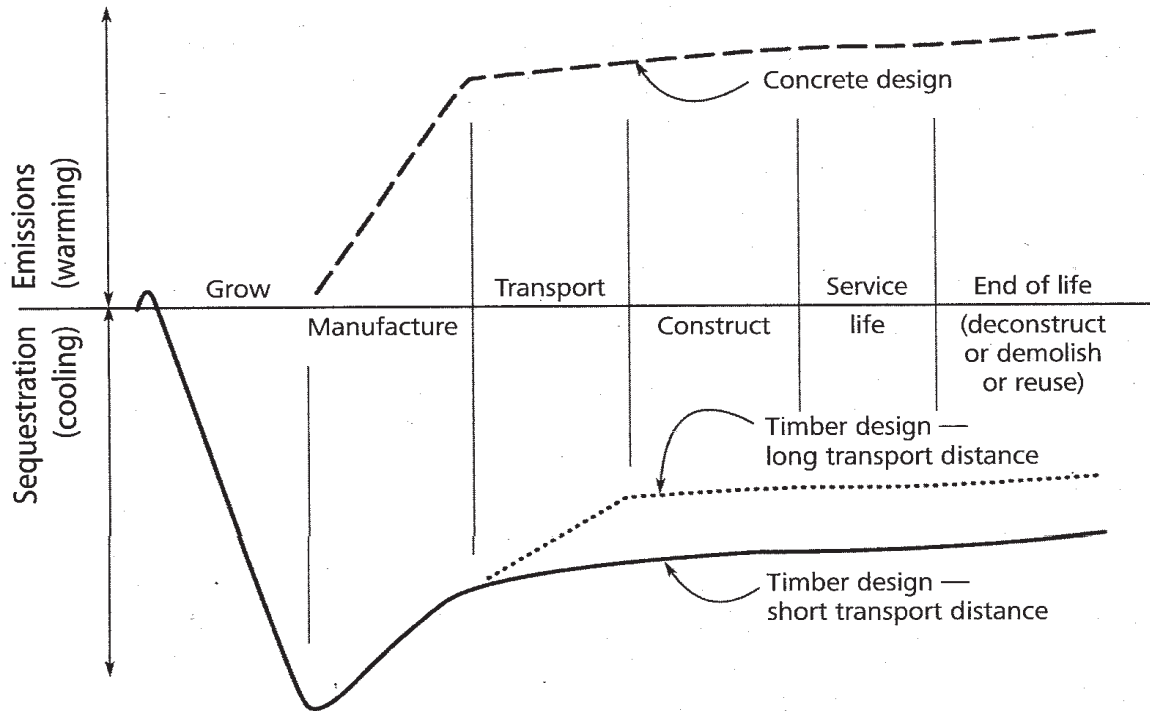 Emissions
(warming)
Sequestration
(cooling)
Concrete design
Grow
Manufacture
Transport
Construct
Service
life
End of life
(deconstruct
or demolish
or reuse)
Timber design —
long transport distance
Timber design —
short transport distance